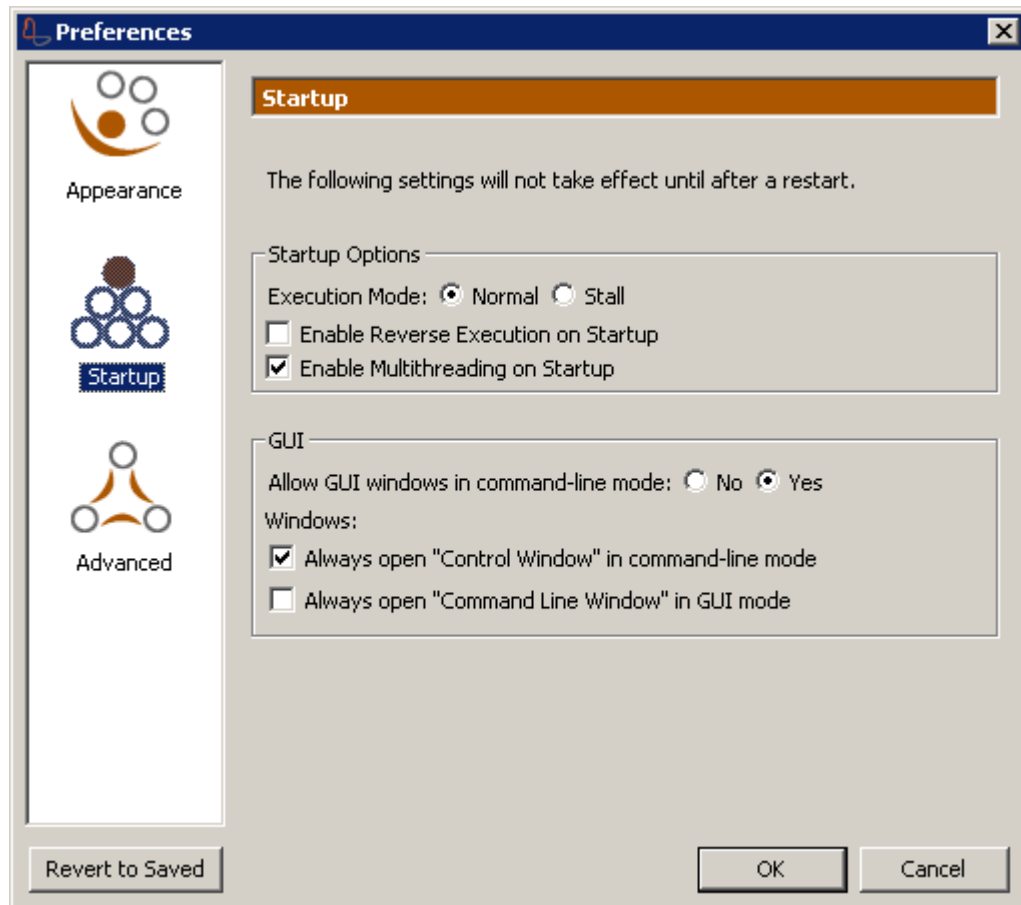 Preferences
Appearance
Startup
Advanced
Startup
The following settings will not take effect until after a restart.
Startup Options
Execution Mode: Normal Stall
Enable Reverse Execution on Startup
Enable Multithreading on Startup
GUI
Allow GUI windows in command-line mode: No Yes
Windows:
Always open "Control Window" in command-line mode
Always open "Command Line Window" in GUI mode
Revert to Saved
OK
Cancel